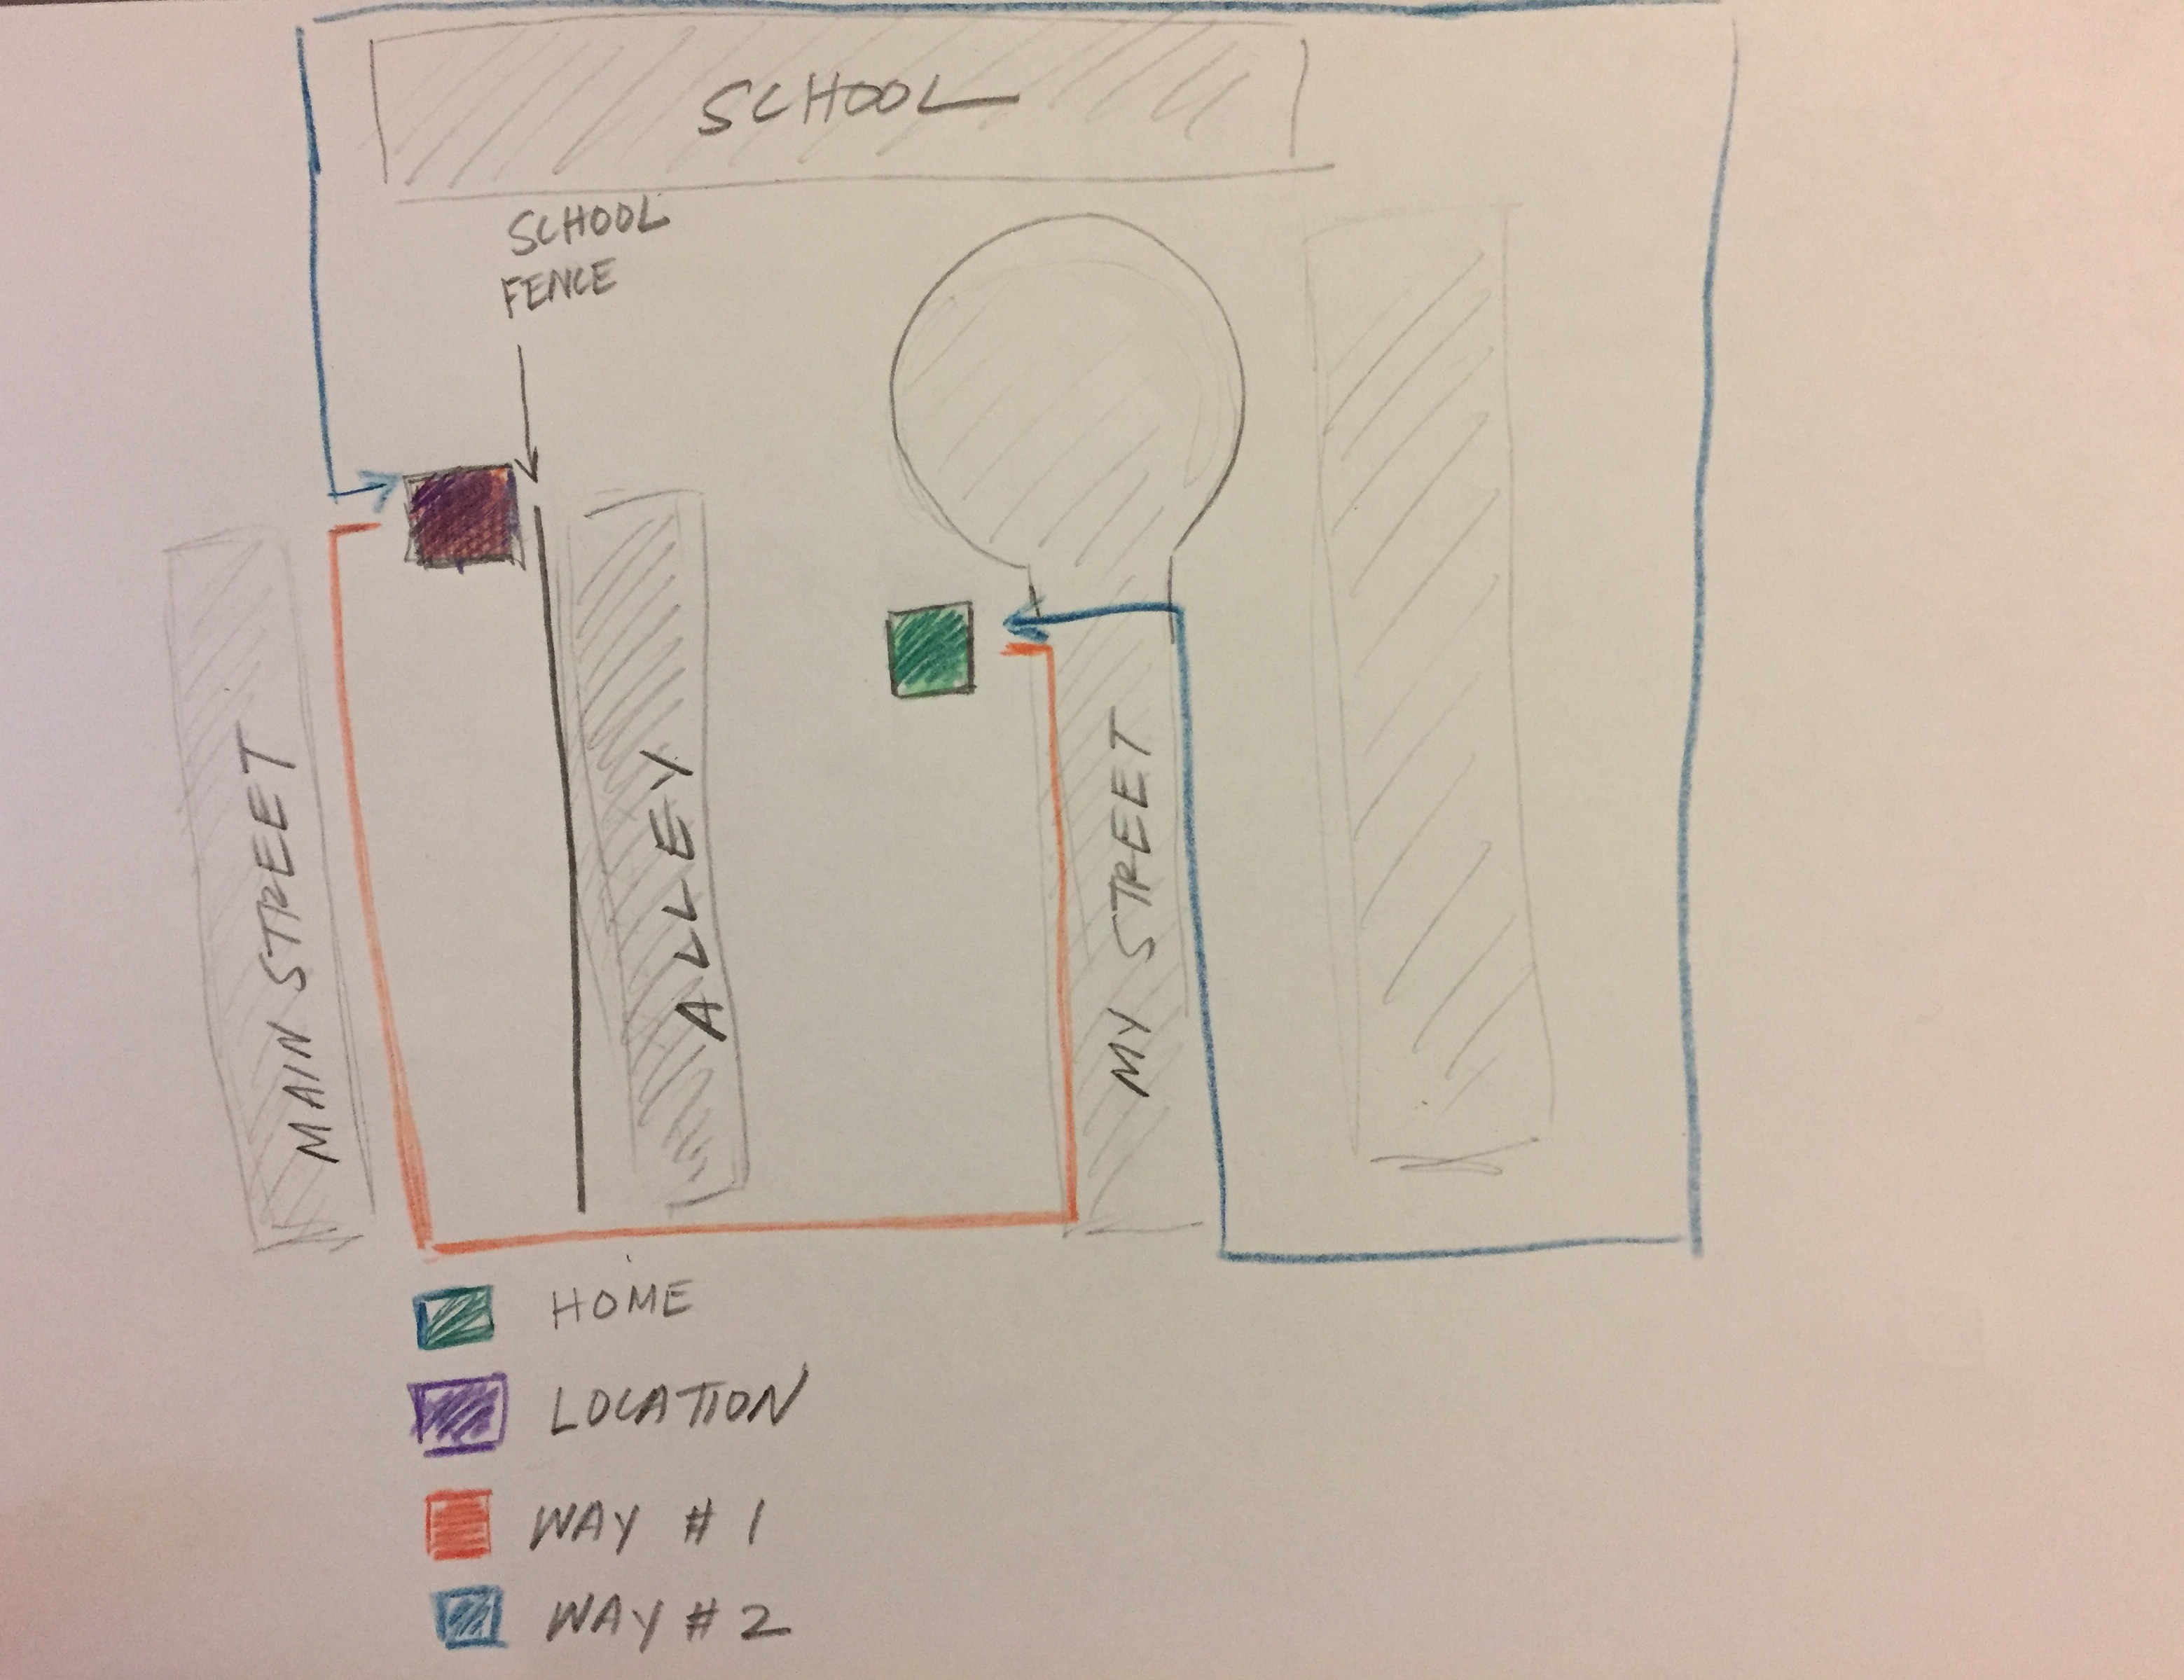 SCHOOL
SCHOOL
FENCE
MAIN STREET
ALLEY
MY STREET
HOME
LOCATION
WAY # 1
WAY # 2